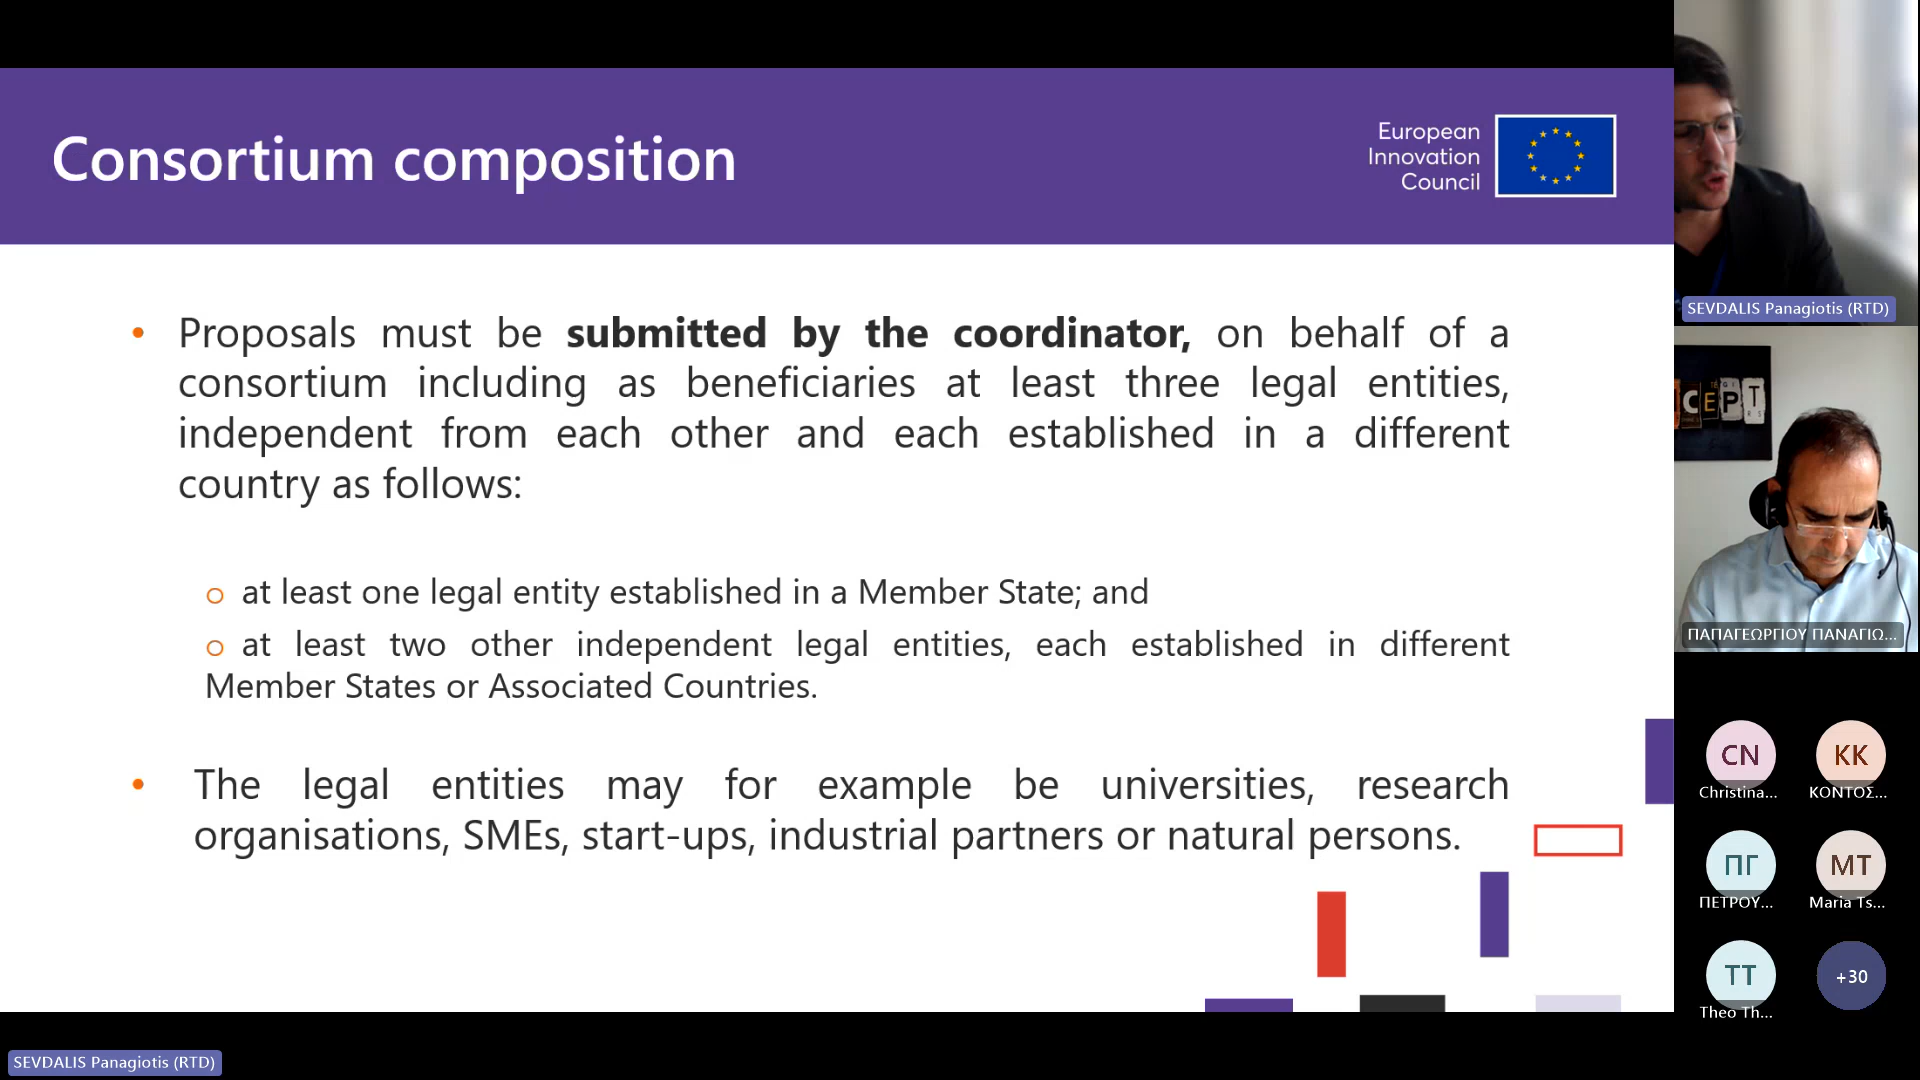 Consortium composition
European
Innovation
Council
• Proposals must be submitted by the coordinator, on behalf of a
consortium including as beneficiaries at least three legal entities,
independent from each other and each established in a different
country as follows:
o at least one legal entity established in a Member State; and
o at least two other independent legal entities, each established in different
Member States or Associated Countries.
• The legal entities may for example be universities, research
organisations, SMEs, start-ups, industrial partners or natural persons.
SEVDALIS Panagiotis (RTD)
CEPT
ΠΑΠΑΓΕΩΡΓΙΟΥ ΠΑΝΑΓΙΩ...
CN
Christina...
KK
ΚΟΝΤΟΣ...
ΠΓ
ΠΕΤΡΟΥ...
MT
Maria Ts...
TT
Theo Th...
+30
SEVDALIS Panagiotis (RTD)